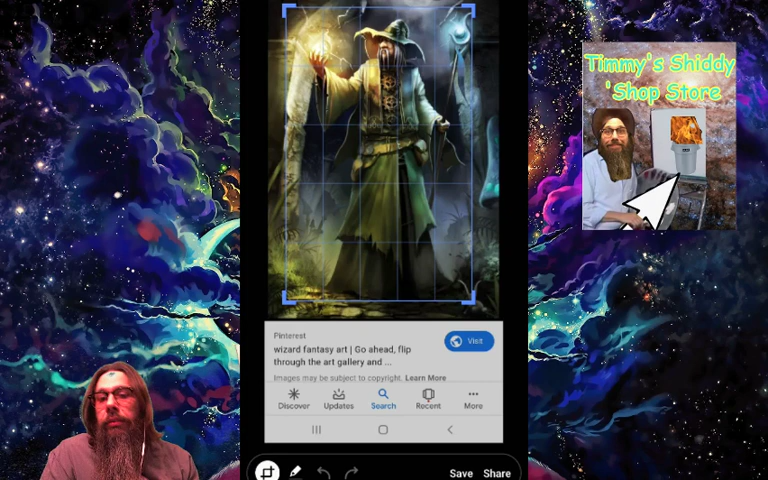 Timmy's Shiddy
'Shop Store
Pinterest
Visit
wizard fantasy art | Go ahead, flip
through the art gallery and ...
Images may be subject to copyright. Learn More
Discover
Updates
Search
Recent
More
Save
Share